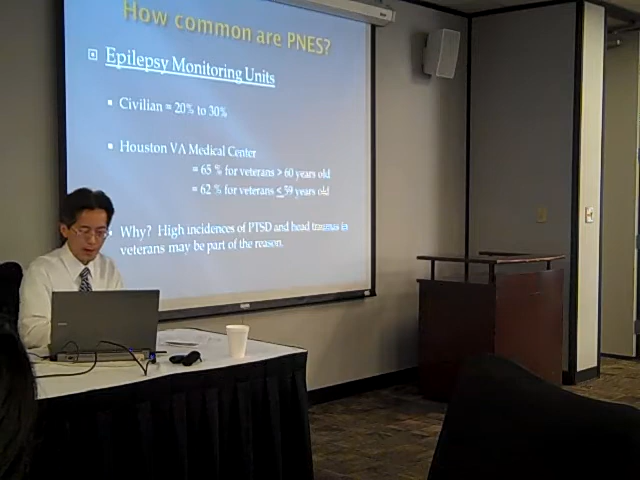 How common are PNES?
Epilepsy Monitoring Units
Civilian = 20% to 30%
Houston VA Medical Center
= 65 % for veterans > 60 years old
= 62 % for veterans ≤ 59 years old
Why? High incidences of PTSD and head traumas in
veterans may be part of the reason.